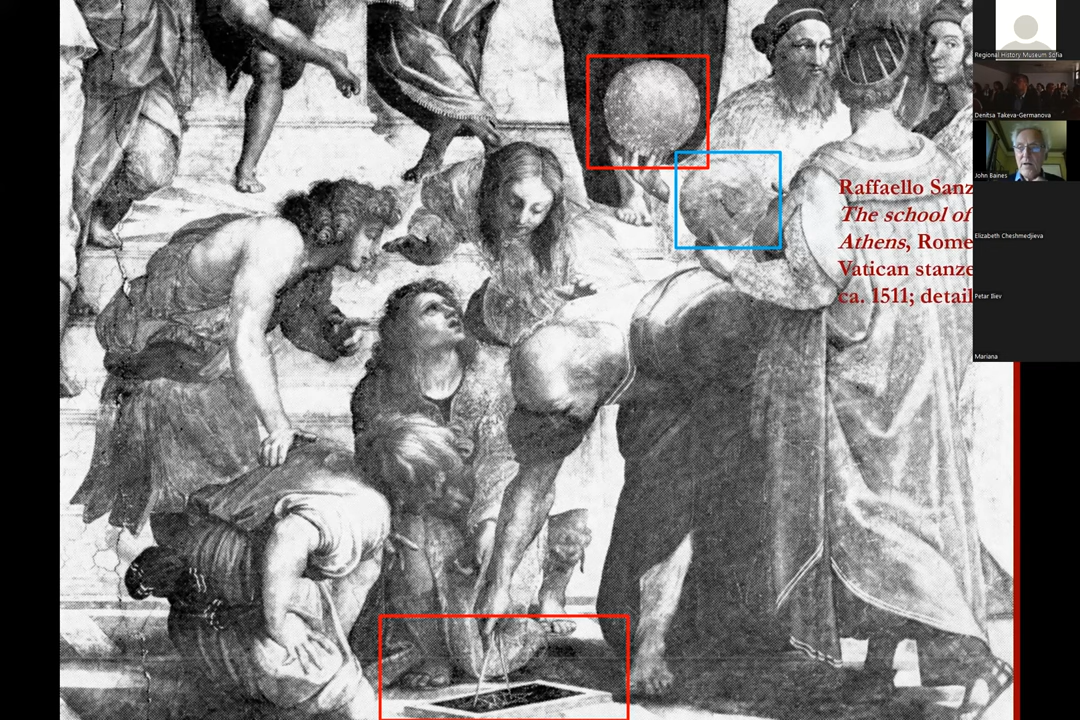 Raffaello Sanz
The school of
Athens, Rome
Vatican stanze
ca. 1511; detail
Regional History Museum Sofia
Denitsa Takeva-Germanova
John Baines
Elizabeth Cheshmedjieva
Petar Iliev
Mariana